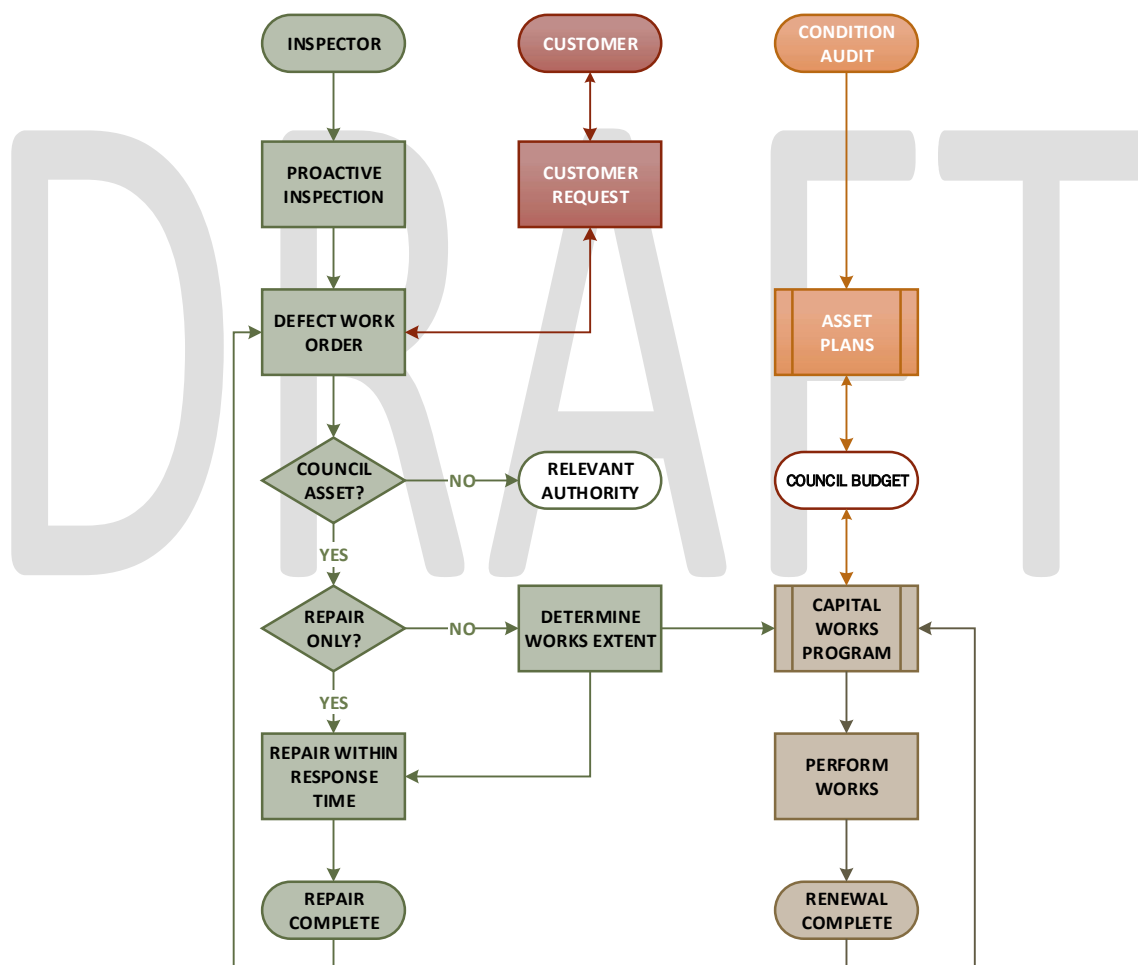 INSPECTOR
CUSTOMER
CONDITION
AUDIT
PROACTIVE
INSPECTION
CUSTOMER
REQUEST
DEFECT WORK
ORDER
ASSET
PLANS
COUNCIL
ASSET?
NO
RELEVANT
AUTHORITY
COUNCIL BUDGET
YES
REPAIR
ONLY?
NO
DETERMINE
WORKS EXTENT
CAPITAL
WORKS
PROGRAM
YES
REPAIR WITHIN
RESPONSE
TIME
PERFORM
WORKS
REPAIR
COMPLETE
RENEWAL
COMPLETE
DRAFT